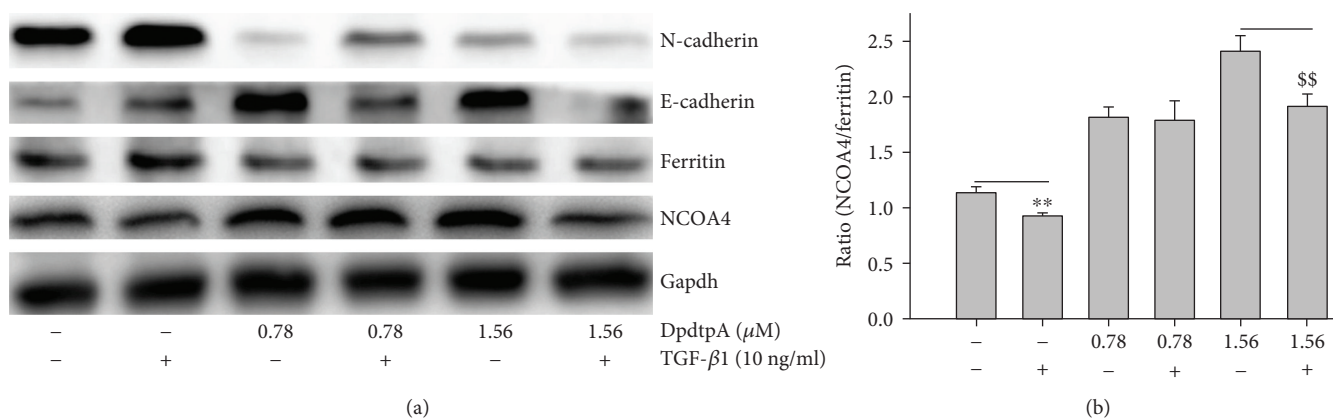 N-cadherin
E-cadherin
Ferritin
NCOA4
Gapdh
– – 0.78 0.78 1.56 1.56 DpdtpA (μM)
– + – + – + TGF-β1 (10 ng/ml)
(a)
Ratio (NCOA4/ferritin)
2.5
2.0
1.5
1.0
0.5
0.0
**
$$
– – 0.78 0.78 1.56 1.56
– + – + – +
(b)